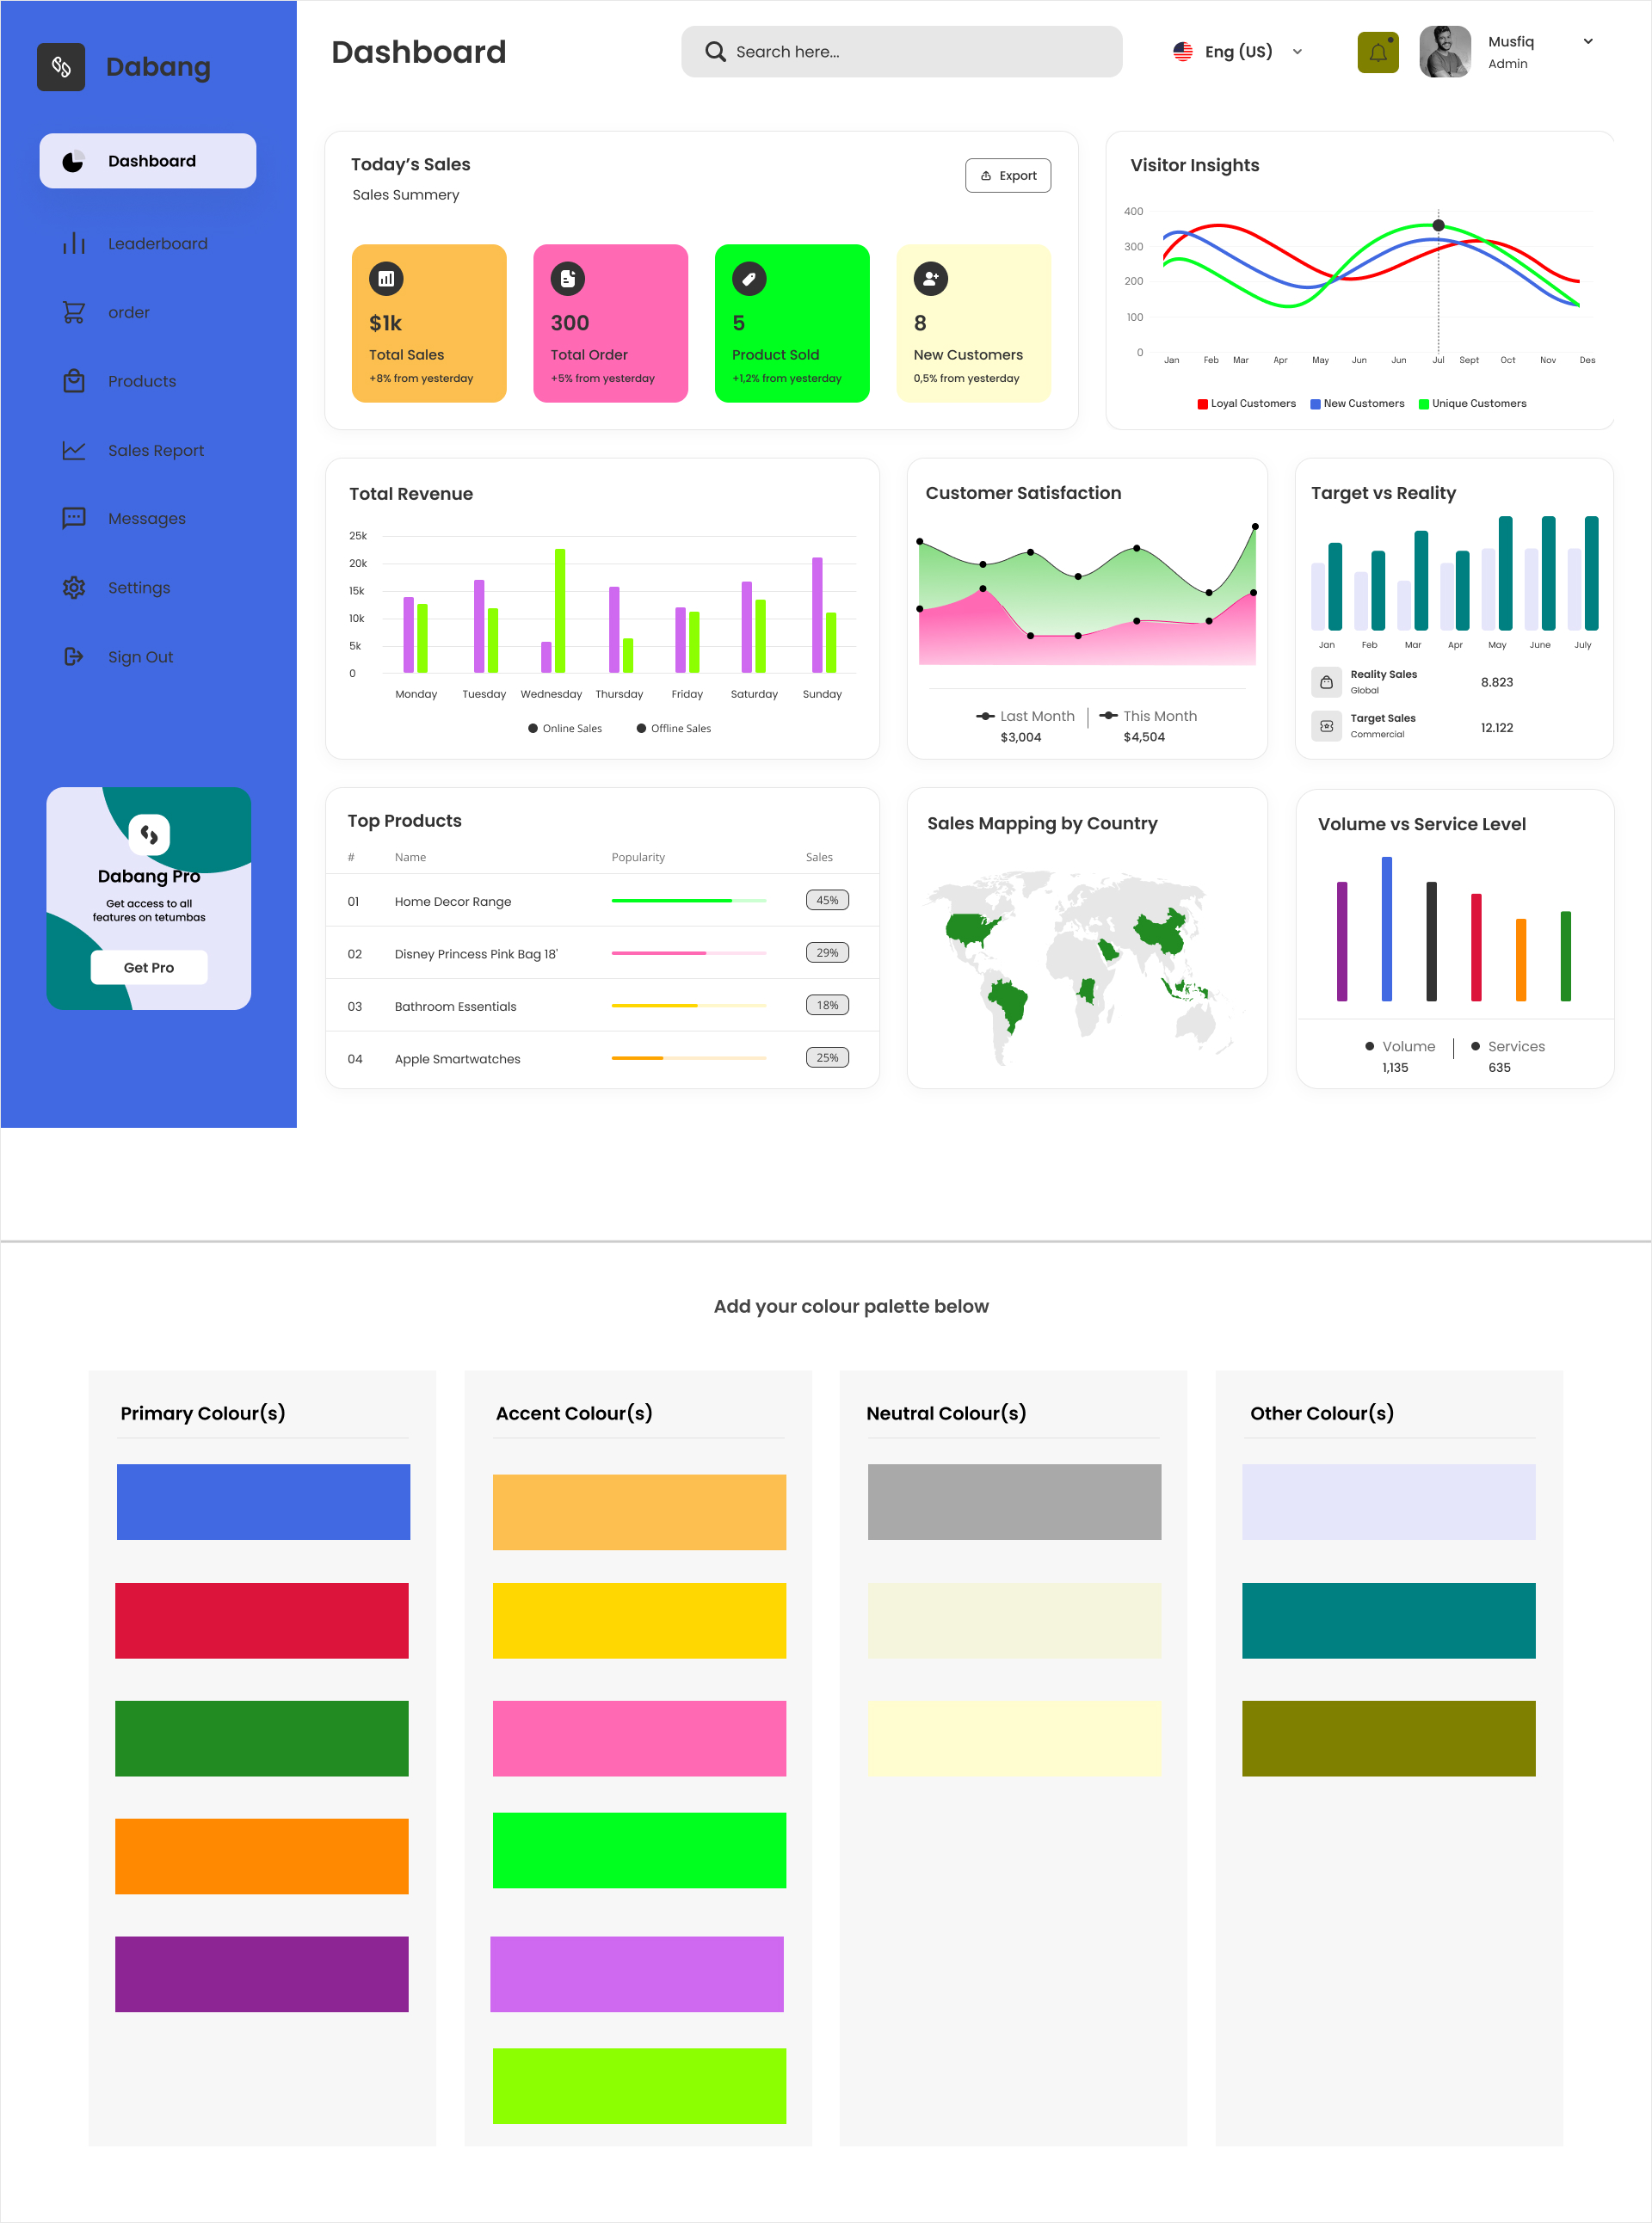 Dabang
Dashboard
Leaderboard
order
Products
Sales Report
Messages
Settings
Sign Out
Dabang Pro
Get access to all
features on tetumbas
Get Pro
Dashboard
Search here...
Eng (US)
Musfiq
Admin
Today’s Sales
Sales Summery
Export
$1k
Total Sales
+8% from yesterday
300
Total Order
+5% from yesterday
5
Product Sold
+1,2% from yesterday
8
New Customers
0,5% from yesterday
Visitor Insights
400
300
200
100
0
Jan Feb Mar Apr May Jun Jun Jul Sept Oct Nov Des
Loyal Customers New Customers Unique Customers
Total Revenue
25k
20k
15k
10k
5k
0
Monday Tuesday Wednesday Thursday Friday Saturday Sunday
Online Sales Offline Sales
Customer Satisfaction
Last Month This Month
$3,004 $4,504
Target vs Reality
Jan Feb Mar Apr May June July
Reality Sales
Global
8.823
Target Sales
Commercial
12.122
Top Products
# Name Popularity Sales
01 Home Decor Range 45%
02 Disney Princess Pink Bag 18' 29%
03 Bathroom Essentials 18%
04 Apple Smartwatches 25%
Sales Mapping by Country
Volume vs Service Level
Volume Services
1,135 635
Add your colour palette below
Primary Colour(s)
Accent Colour(s)
Neutral Colour(s)
Other Colour(s)